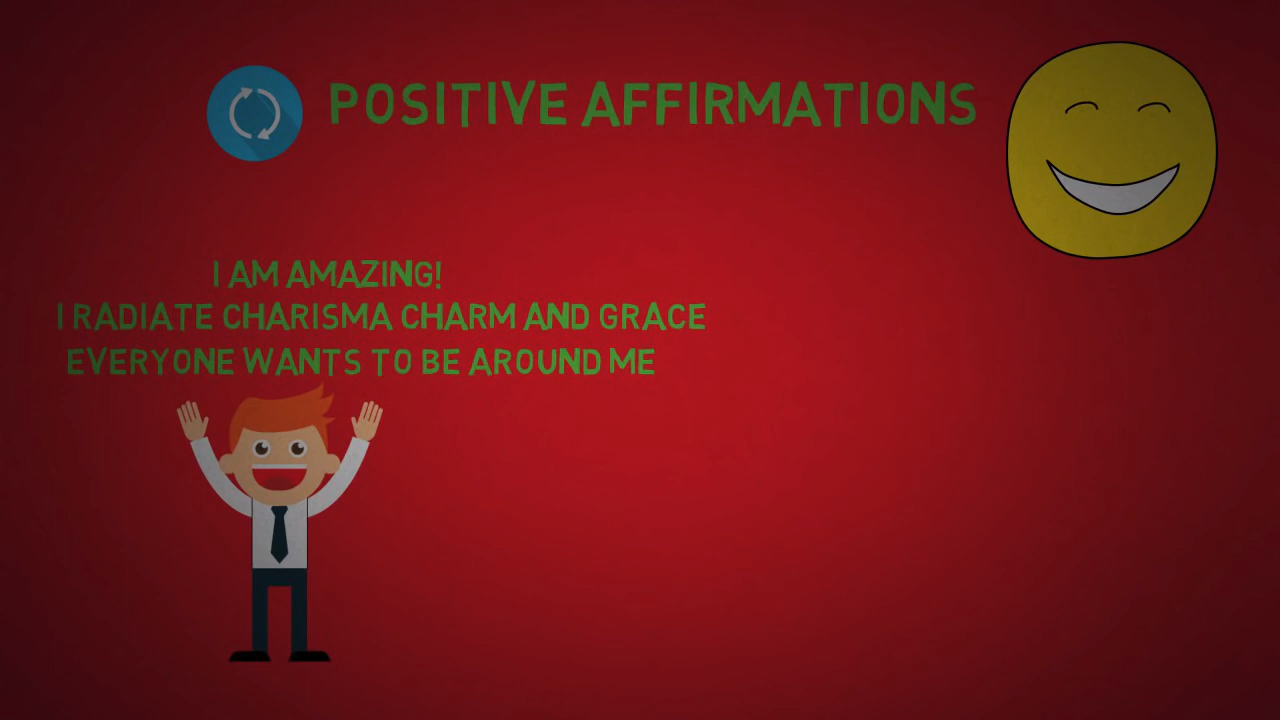 POSITIVE AFFIRMATIONS
I AM AMAZING!
I RADIATE CHARISMA CHARM AND GRACE
EVERYONE WANTS TO BE AROUND ME